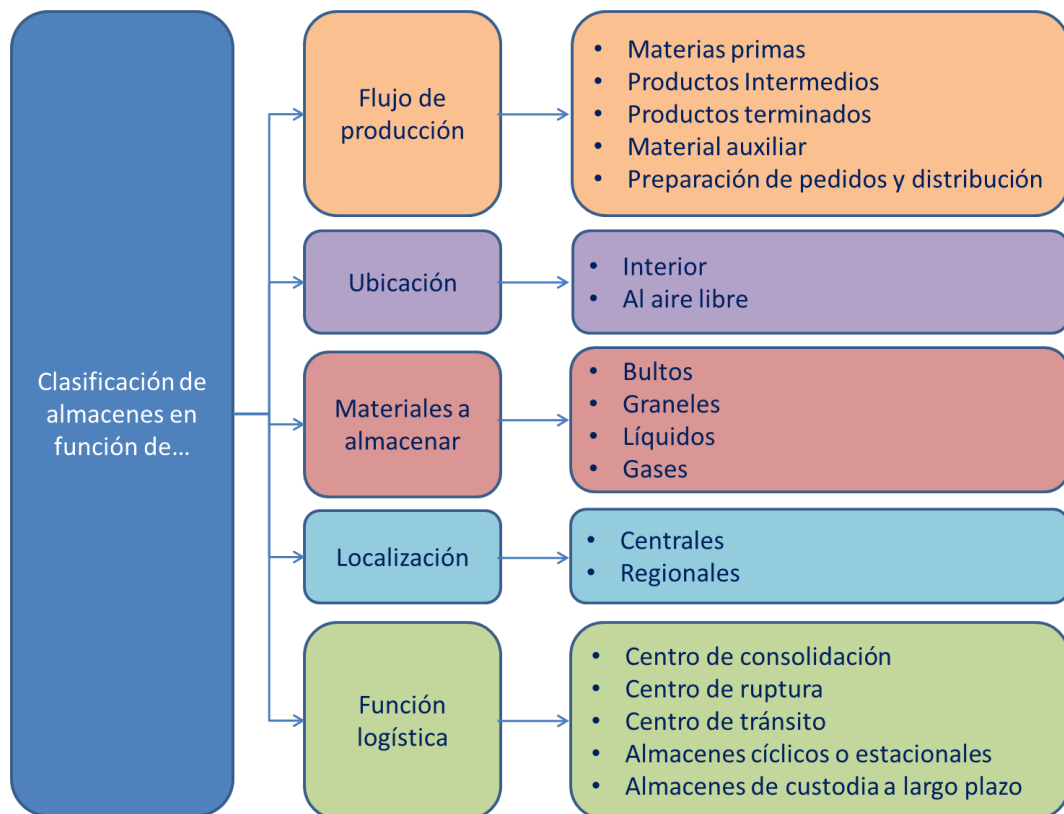 Clasificación de
almacenes en
función de...
Flujo de
producción
• Materias primas
• Productos Intermedios
• Productos terminados
• Material auxiliar
• Preparación de pedidos y distribución
Ubicación
• Interior
• Al aire libre
Materiales a
almacenar
• Bultos
• Graneles
• Líquidos
• Gases
Localización
• Centrales
• Regionales
Función
logística
• Centro de consolidación
• Centro de ruptura
• Centro de tránsito
• Almacenes cíclicos o estacionales
• Almacenes de custodia a largo plazo